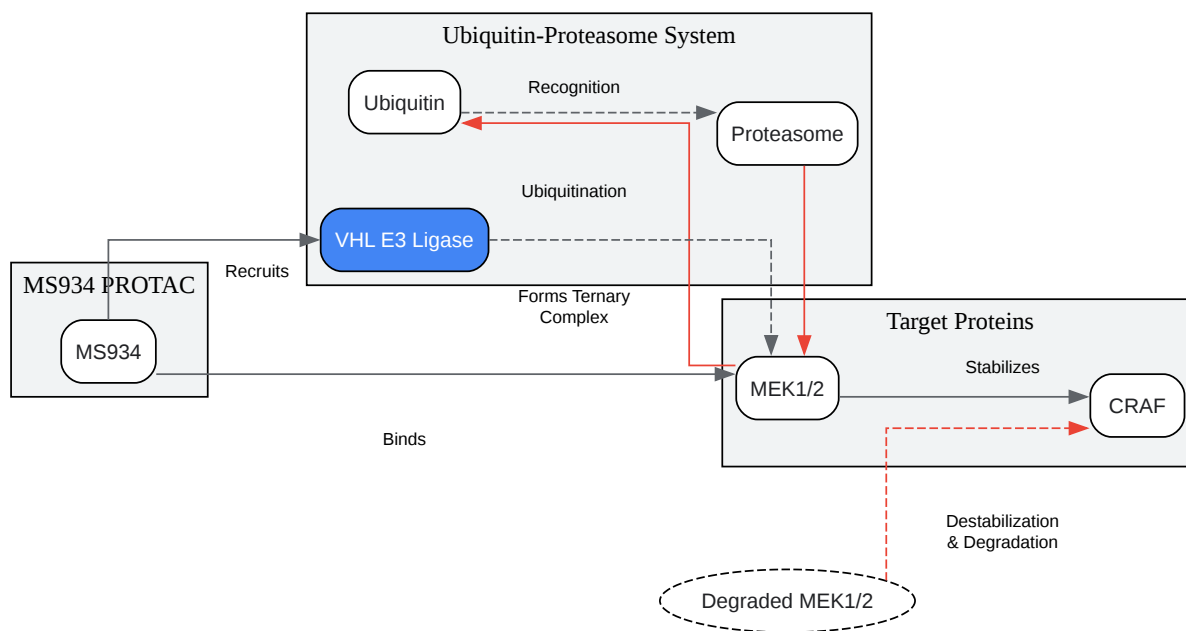 Ubiquitin-Proteasome System
Recognition
Ubiquitin
Proteasome
Ubiquitination
VHL E3 Ligase
Recruits
MS934 PROTAC
Forms Ternary
Complex
Target Proteins
MS934
Stabilizes
MEK1/2
CRAF
Binds
Destabilization
& Degradation
Degraded MEK1/2